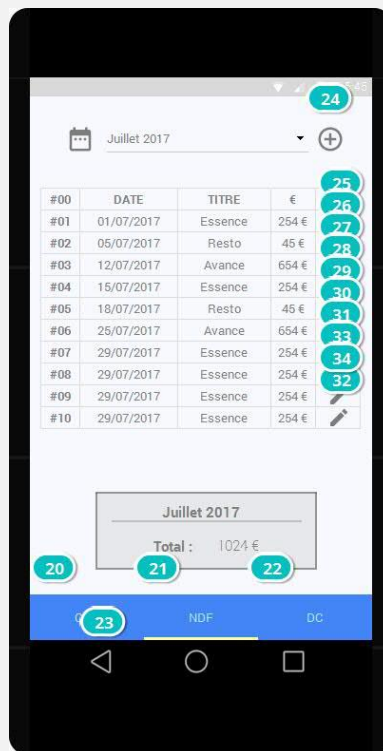 :45
24
Juillet 2017
25
#00 DATE TITRE € 26
#01 01/07/2017 Essence 254 € 27
#02 05/07/2017 Resto 45 € 28
#03 12/07/2017 Avance 654 € 29
#04 15/07/2017 Essence 254 € 30
#05 18/07/2017 Resto 45 € 31
#06 25/07/2017 Avance 654 € 33
#07 29/07/2017 Essence 254 € 34
#08 29/07/2017 Essence 254 € 32
#09 29/07/2017 Essence 254 €
#10 29/07/2017 Essence 254 €
Juillet 2017
Total : 1024 €
20 21 22
23 NDF DC